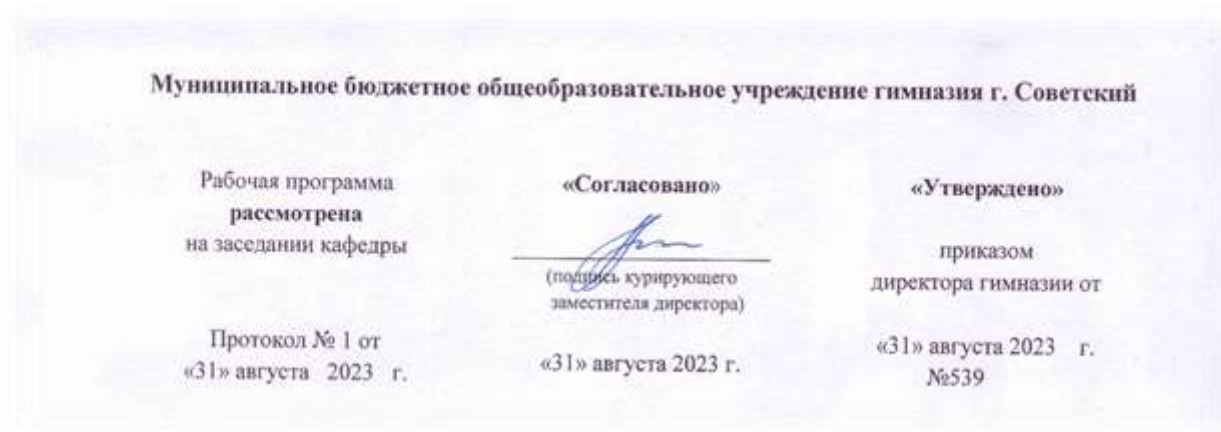 Муниципальное бюджетное общеобразовательное учреждение гимназия г. Советский
Рабочая программа
рассмотрена
на заседании кафедры
Протокол № 1 от
«31» августа 2023 г.
«Согласовано»
(подпись курирующего
заместителя директора)
«31» августа 2023 г.
«Утверждено»
приказом
директора гимназии от
«31» августа 2023 г.
№539